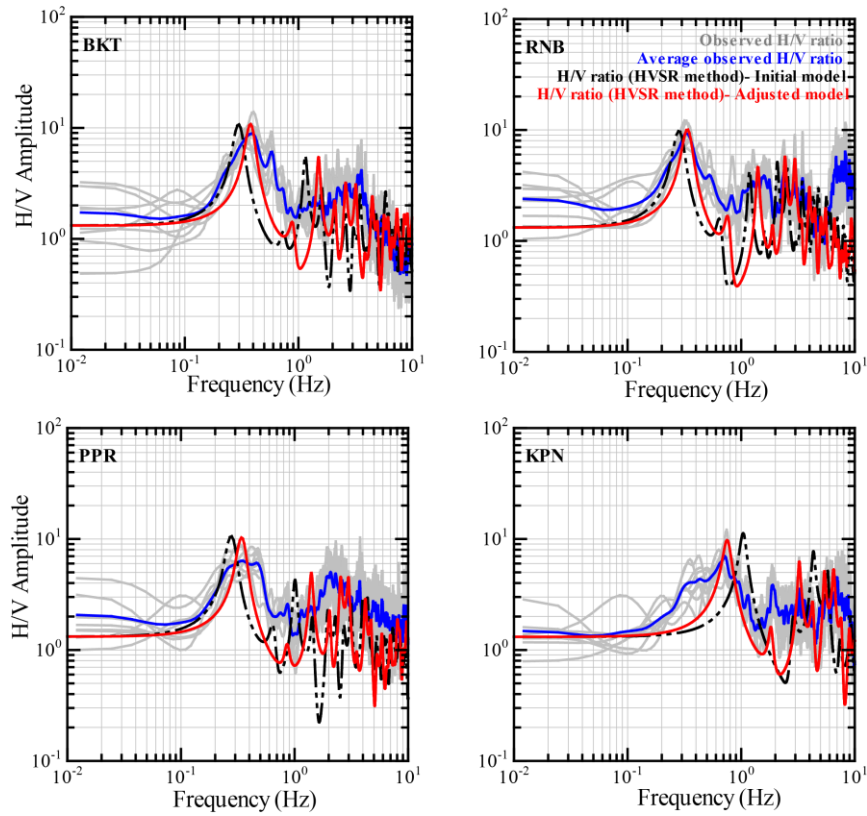 BKT
10²
10¹
10⁰
10⁻¹
H/V Amplitude
10⁻²
10⁻¹
10⁰
10¹
Frequency (Hz)
RNB
Observed H/V ratio
Average observed H/V ratio
H/V ratio (HVSR method)- Initial model
H/V ratio (HVSR method)- Adjusted model
10²
10¹
10⁰
10⁻¹
10⁻²
10⁻¹
10⁰
10¹
Frequency (Hz)
PPR
10²
10¹
10⁰
10⁻¹
H/V Amplitude
10⁻²
10⁻¹
10⁰
10¹
Frequency (Hz)
KPN
10²
10¹
10⁰
10⁻¹
10⁻²
10⁻¹
10⁰
10¹
Frequency (Hz)